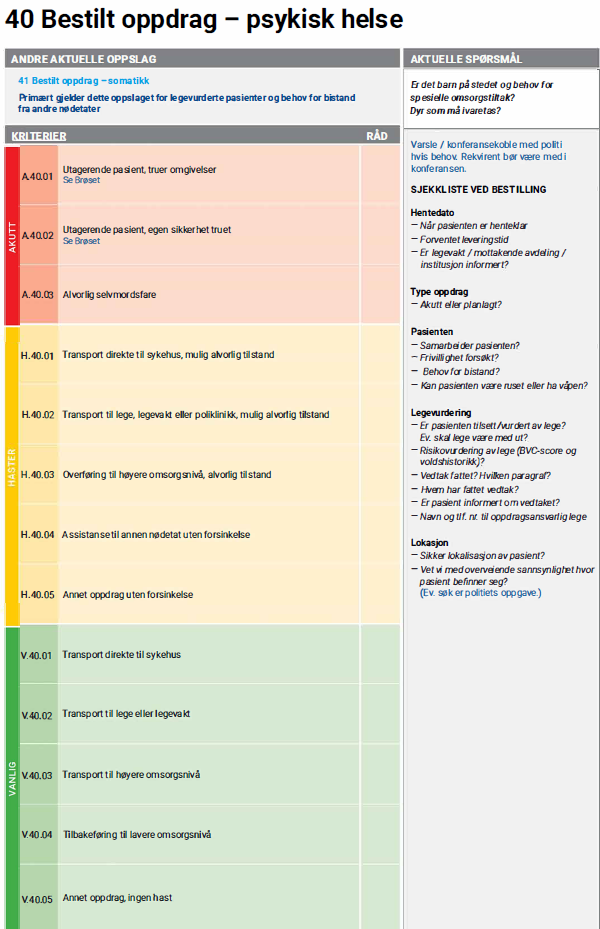 40 Bestilt oppdrag – psykisk helse
ANDRE AKTUELLE OPPSLAG
41 Bestilt oppdrag – somatikk
Primært gjelder dette oppslaget for legevurderte pasienter og behov for bistand
fra andre nødetater
KRITERIER RÅD
AKUTT
A.40.01 Utagerende pasient, truer omgivelser
Se Brøset
A.40.02 Utagerende pasient, egen sikkerhet truet
Se Brøset
A.40.03 Alvorlig selvmordsfare
HASTER
H.40.01 Transport direkte til sykehus, mulig alvorlig tilstand
H.40.02 Transport til lege, legevakt eller poliklinikk, mulig alvorlig tilstand
H.40.03 Overføring til høyere omsorgsnivå, alvorlig tilstand
H.40.04 Assistanse til annen nødetat uten forsinkelse
H.40.05 Annet oppdrag uten forsinkelse
VANLIG
V.40.01 Transport direkte til sykehus
V.40.02 Transport til lege eller legevakt
V.40.03 Transport til høyere omsorgsnivå
V.40.04 Tilbakeføring til lavere omsorgsnivå
V.40.05 Annet oppdrag, ingen hast
AKTUELLE SPØRSMÅL
Er det barn på stedet og behov for
spesielle omsorgstiltak?
Dyr som må ivaretas?
Varsle / konferansekoble med politi
hvis behov. Rekvirent bør være med i
konferansen.
SJEKKLISTE VED BESTILLING
Hentedato
– Når pasienten er henteklar
– Forventet leveringstid
– Er legevakt / mottakende avdeling /
institusjon informert?
Type oppdrag
– Akutt eller planlagt?
Pasienten
– Samarbeider pasienten?
– Frivillighet forsøkt?
– Behov for bistand?
– Kan pasienten være ruset eller ha våpen?
Legevurdering
– Er pasienten tilsett/vurdert av lege?
Ev. skal lege være med ut?
– Risikovurdering av lege (BVC-score og
voldshistorikk)?
– Vedtak fattet? Hvilken paragraf?
– Hvem har fattet vedtak?
– Er pasient informert om vedtaket?
– Navn og tlf. nr. til oppdragsansvarlig lege
Lokasjon
– Sikker lokalisasjon av pasient?
– Vet vi med overveiende sannsynlighet hvor
pasient befinner seg?
(Ev. søk er politiets oppgave.)